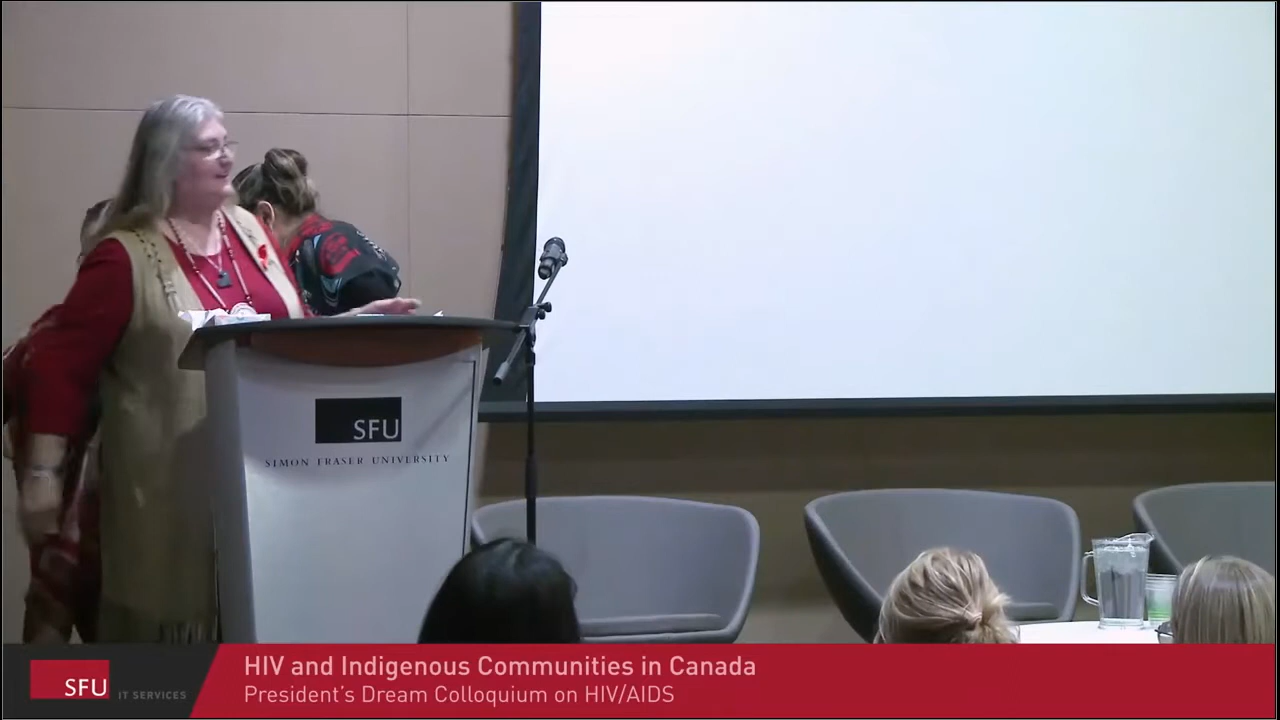 SFU
SIMON FRASER UNIVERSITY
SFU IT SERVICES
HIV and Indigenous Communities in Canada
President's Dream Colloquium on HIV/AIDS